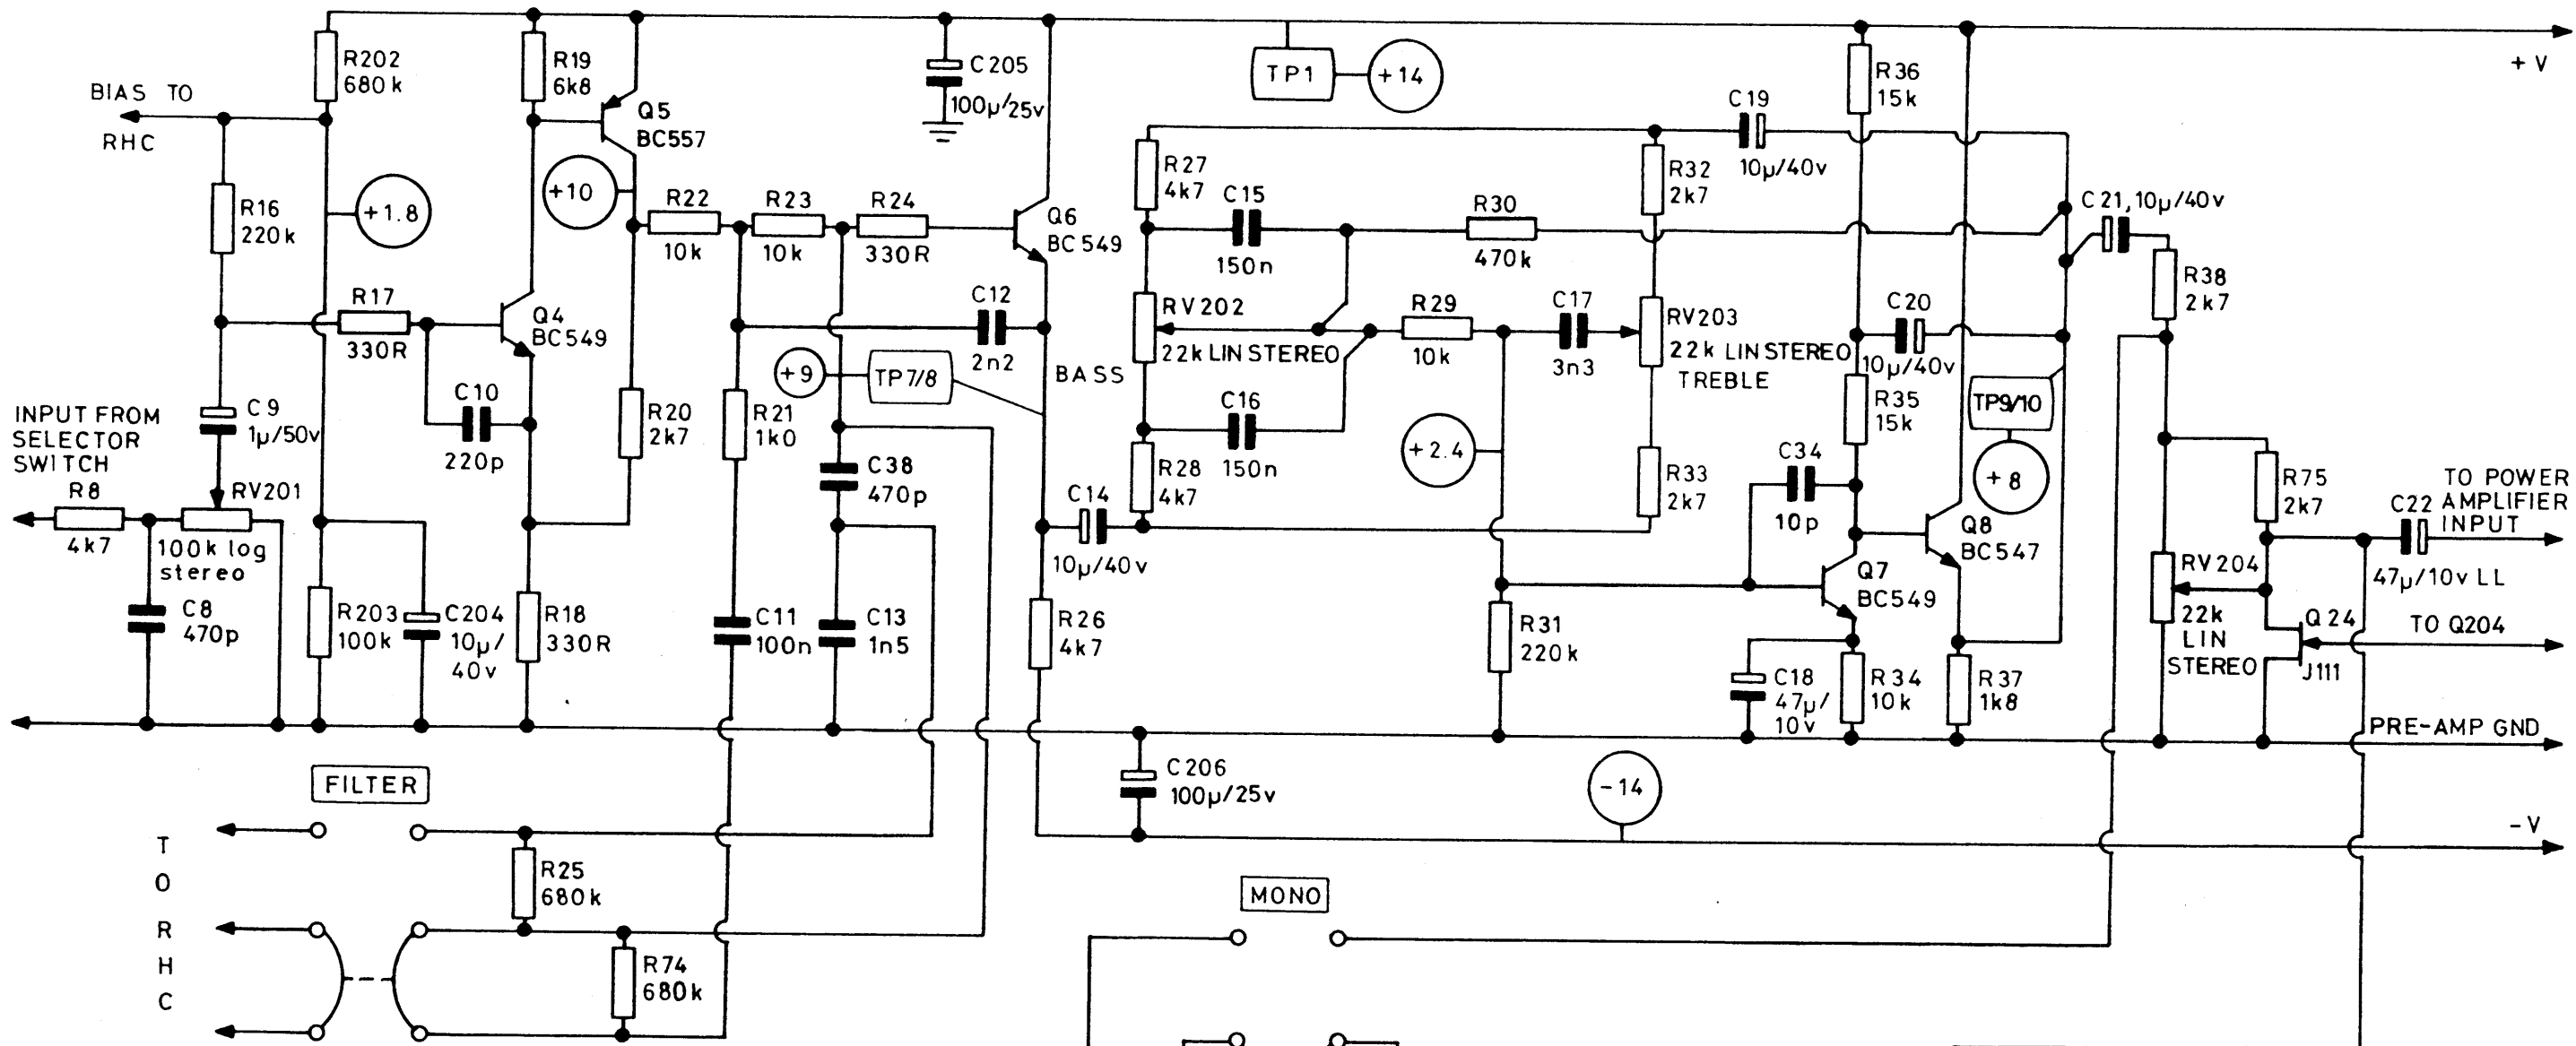 R202
680k
R19
6k8
C205
100µ/25v
TP1
+14
R36
15k
+V
BIAS TO
RHC
Q5
BC557
C19
10µ/40v
R16
220k
+1.8
+10
R22
10k
R23
10k
R24
330R
Q6
BC549
R27
4k7
C15
150n
R30
470k
R32
2k7
C21,10µ/40v
R38
2k7
R17
330R
Q4
BC549
C12
2n2
RV202
22k LIN STEREO
BASS
R29
10k
C17
3n3
RV203
22k LIN STEREO
TREBLE
C20
10µ/40v
+9
TP7/8
C10
220p
R20
2k7
R21
1k0
C16
150n
+2.4
R35
15k
TP9/10
+8
INPUT FROM
SELECTOR
SWITCH
C9
1µ/50v
R8
4k7
RV201
100k log
stereo
C38
470p
C14
10µ/40v
R28
4k7
R33
2k7
C34
10p
Q8
BC547
R75
2k7
C22
47µ/10v LL
TO POWER
AMPLIFIER
INPUT
C8
470p
R203
100k
C204
10µ/
40v
R18
330R
C11
100n
C13
1n5
R26
4k7
R31
220k
Q7
BC549
C18
47µ/
10v
R34
10k
R37
1k8
RV204
22k
LIN
STEREO
Q24
J111
TO Q204
PRE-AMP GND
FILTER
C206
100µ/25v
-14
-V
TO RHC
R25
680k
R74
680k
MONO